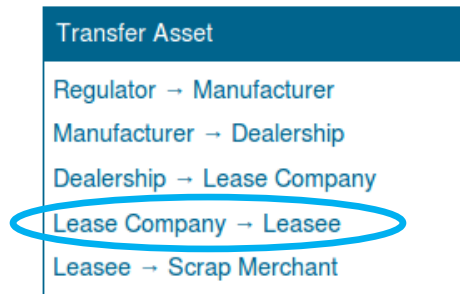 Transfer Asset
Regulator → Manufacturer
Manufacturer → Dealership
Dealership → Lease Company
Lease Company → Leasee
Leasee → Scrap Merchant